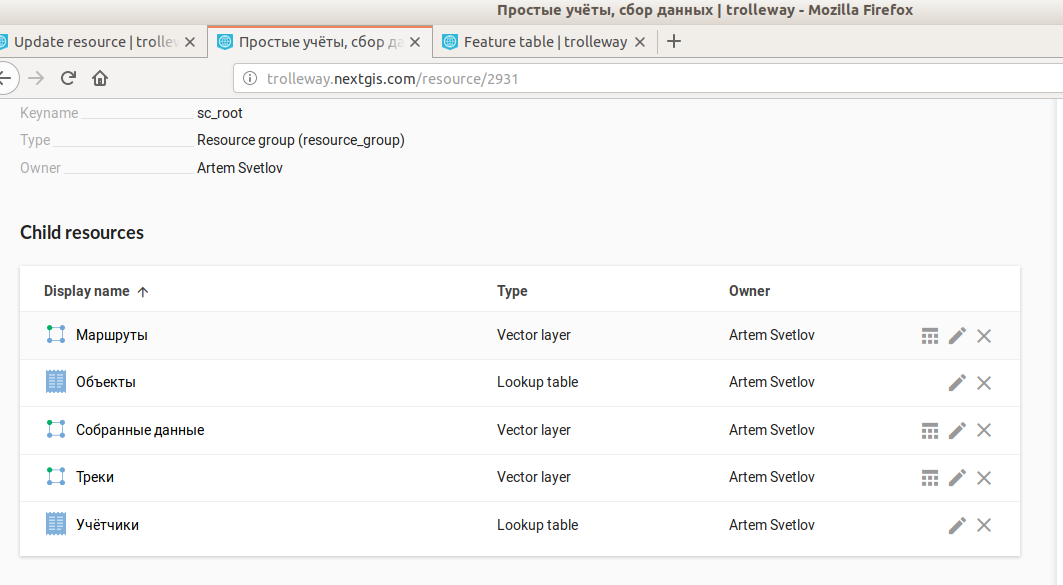 Простые учёты, сбор данных | trolleway - Mozilla Firefox
Update resource | trollew
Простые учёты, сбор да
Feature table | trolleway
trolleway.nextgis.com/resource/2931
Keyname sc_root
Type Resource group (resource_group)
Owner Artem Svetlov
Child resources
Display name Type Owner
Маршруты Vector layer Artem Svetlov
Объекты Lookup table Artem Svetlov
Собранные данные Vector layer Artem Svetlov
Треки Vector layer Artem Svetlov
Учётчики Lookup table Artem Svetlov